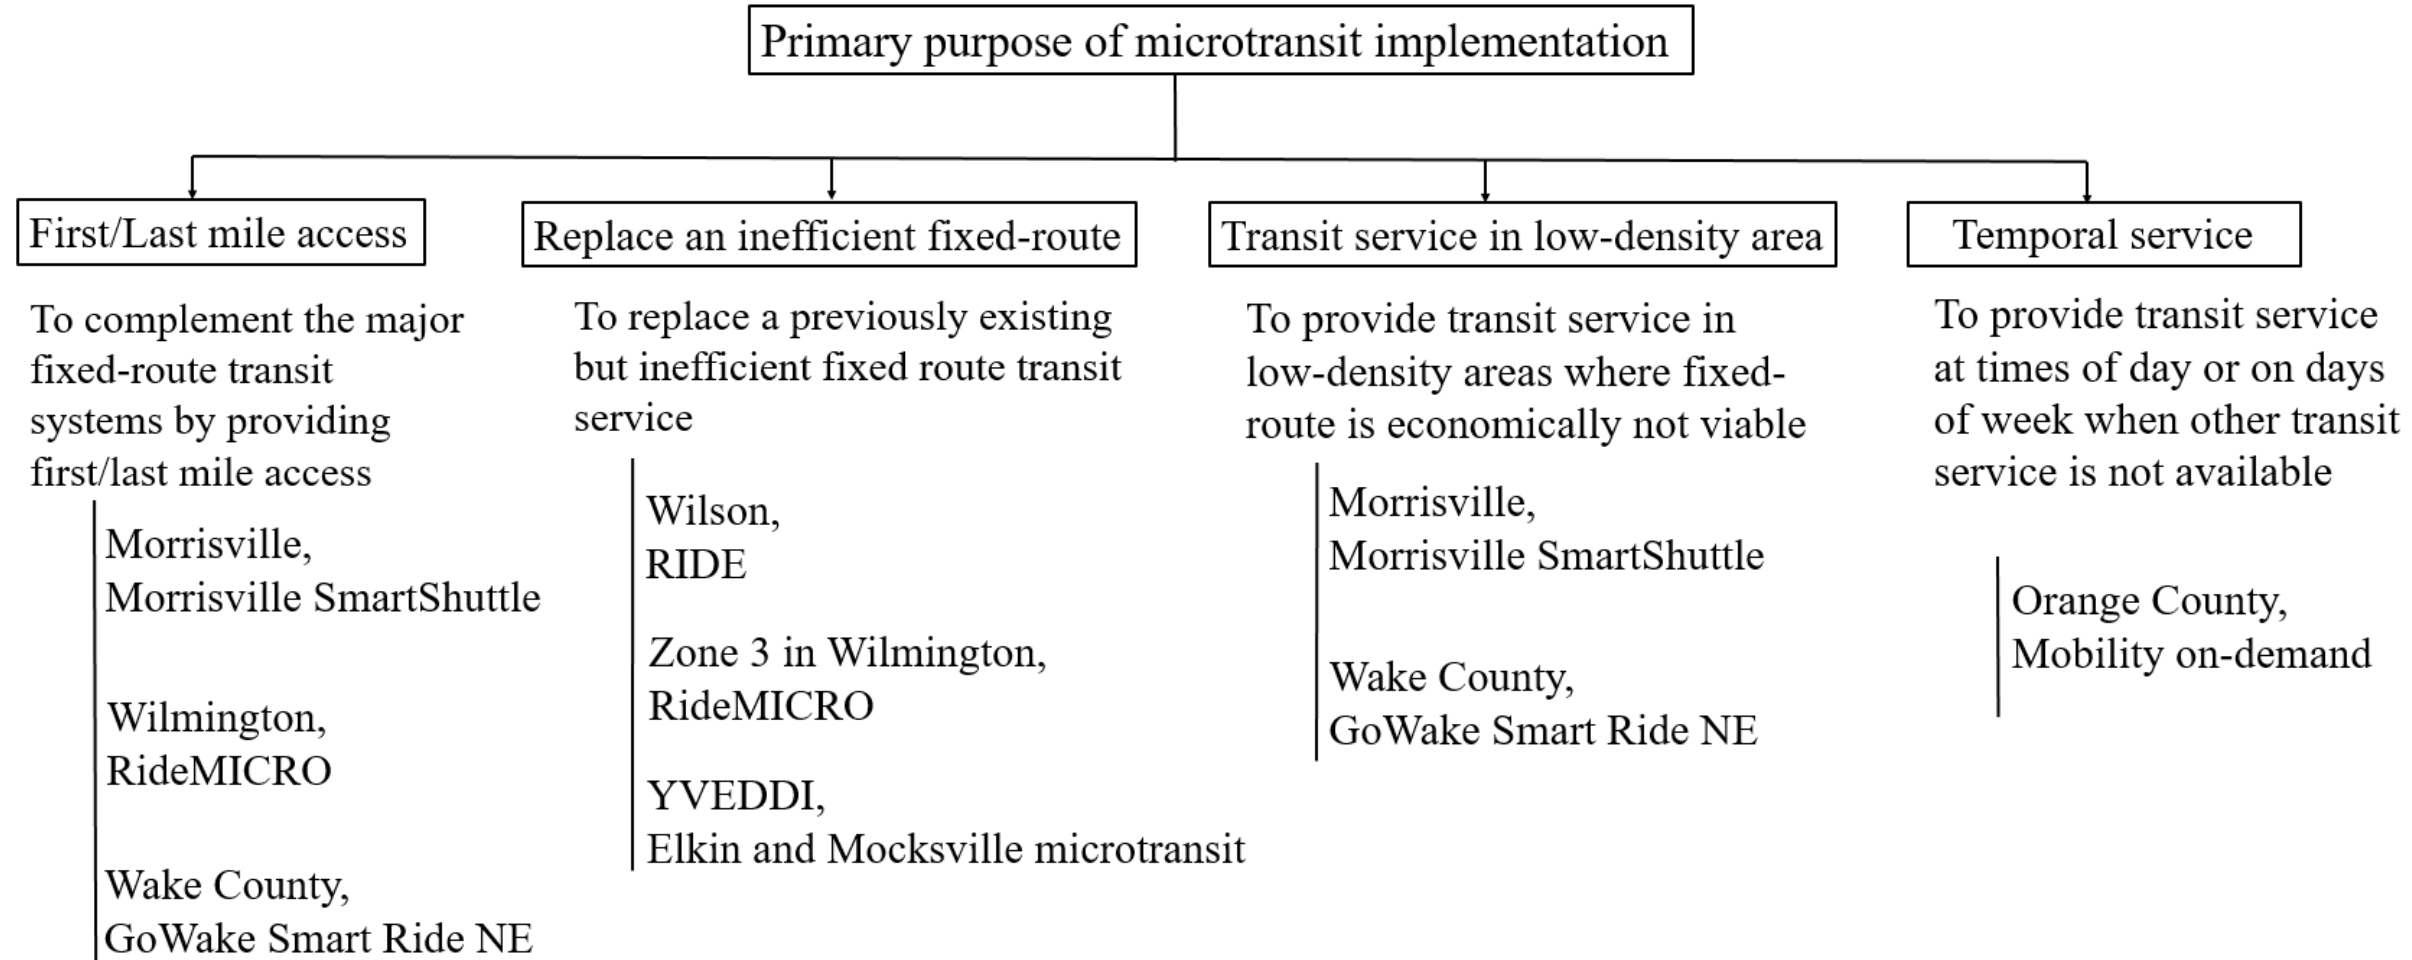 Primary purpose of microtransit implementation
First/Last mile access
To complement the major
fixed-route transit
systems by providing
first/last mile access
Morrisville,
Morrisville SmartShuttle
Wilmington,
RideMICRO
Wake County,
GoWake Smart Ride NE
Replace an inefficient fixed-route
To replace a previously existing
but inefficient fixed route transit
service
Wilson,
RIDE
Zone 3 in Wilmington,
RideMICRO
YVEDDI,
Elkin and Mocksville microtransit
Transit service in low-density area
To provide transit service in
low-density areas where fixed-
route is economically not viable
Morrisville,
Morrisville SmartShuttle
Wake County,
GoWake Smart Ride NE
Temporal service
To provide transit service
at times of day or on days
of week when other transit
service is not available
Orange County,
Mobility on-demand